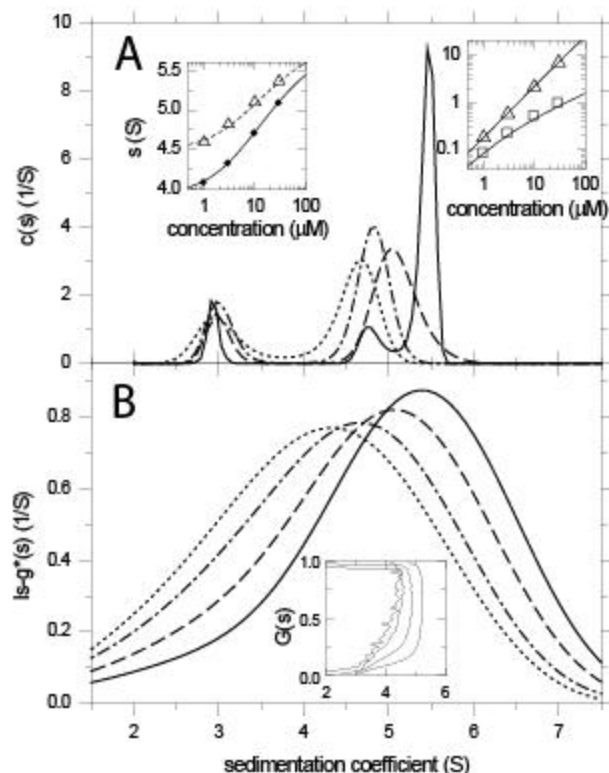 10
8
6
4
2
0
c(s) (1/S)
A
5.5
5.0
4.5
4.0
s (S)
1 10 100
concentration (µM)
10
1
0.1
1 10 100
concentration (µM)
B
0.8
0.6
0.4
0.2
0.0
ls-g*(s) (1/S)
1.0
0.5
0.0
G(s)
2 4 6
2 3 4 5 6 7
sedimentation coefficient (S)